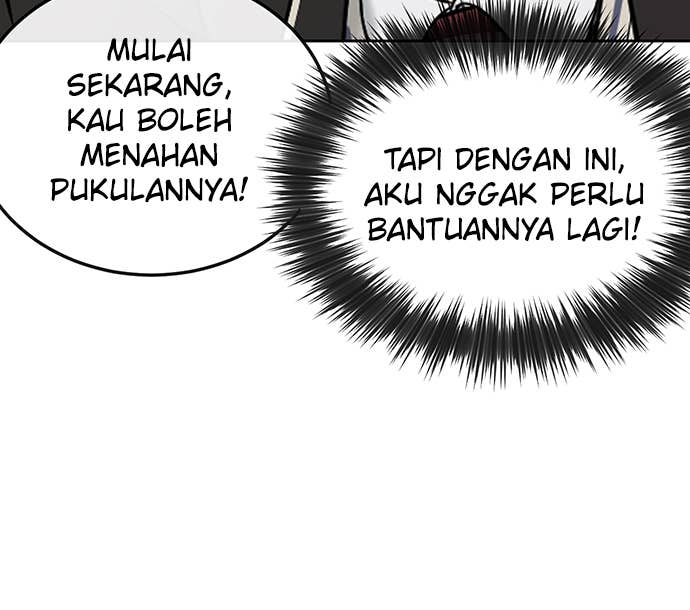 MULAI
SEKARANG,
KAU BOLEH
MENAHAN
PUKULANNYA!
TAPI DENGAN INI,
AKU NGGAK PERLU
BANTUANNYA LAGI!